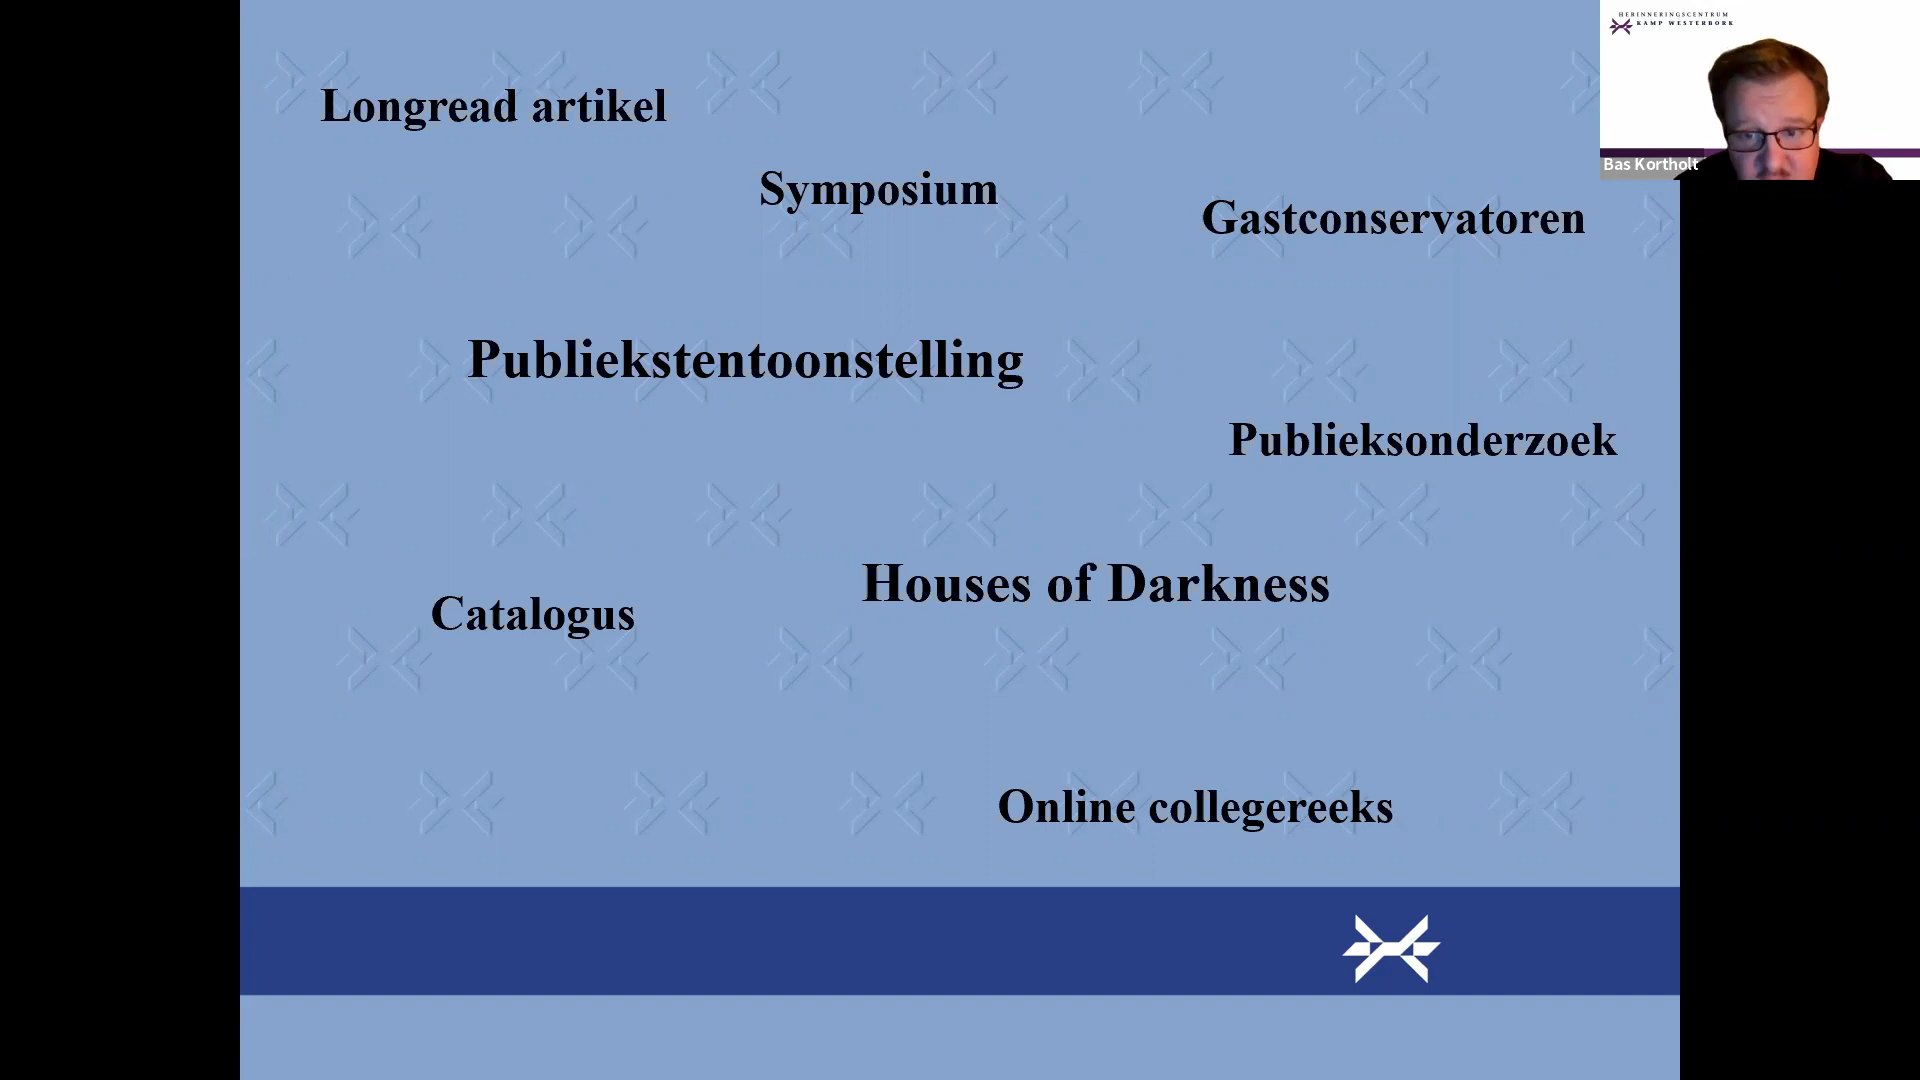 HERINNERINGSCENTRUM
KAMP WESTERBORK
Bas Kortholt
Longread artikel
Symposium
Gastconservatoren
Publiekstentoonstelling
Publieksonderzoek
Houses of Darkness
Catalogus
Online collegereeks